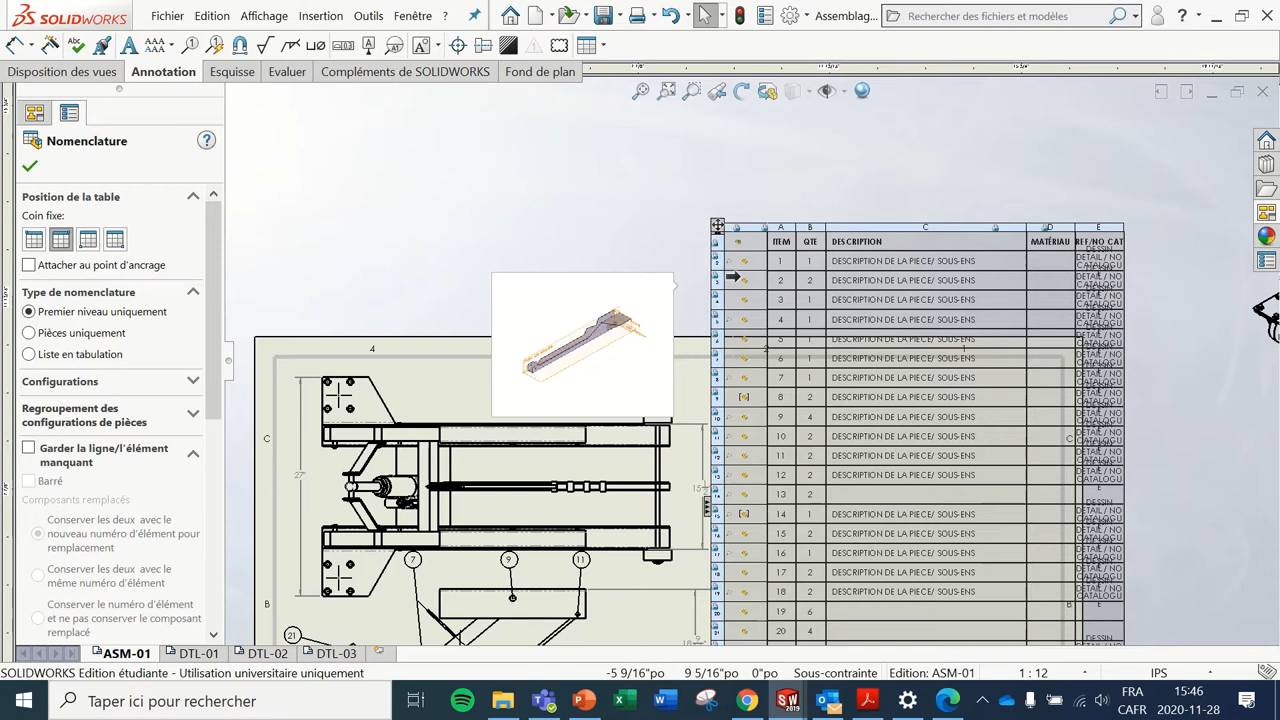 SOLIDWORKS Fichier Edition Affichage Insertion Outils Fenêtre ? Assemblag... Rechercher des fichiers et modèles ?
Disposition des vues Annotation Esquisse Evaluer Compléments de SOLIDWORKS Fond de plan
Nomenclature ?
Position de la table
Coin fixe:
Attacher au point d'ancrage
Type de nomenclature
Premier niveau uniquement
Pièces uniquement
Liste en tabulation
Configurations
Regroupement des
configurations de pièces
Garder la ligne/l'élément
manquant
Barré
Composants remplacés
Conserver les deux avec le
nouveau numéro d'élément pour
remplacement
Conserver les deux avec le
même numéro d'élément
Conserver le numéro d'élément
et ne pas conserver le composant
remplacé
A B C D E
ITEM QTE DESCRIPTION MATÉRIAU REF/NO CAT
1 1 DESCRIPTION DE LA PIECE/ SOUS-ENS
2 2 DESCRIPTION DE LA PIECE/ SOUS-ENS
3 1 DESCRIPTION DE LA PIECE/ SOUS-ENS
4 1 DESCRIPTION DE LA PIECE/ SOUS-ENS
5 1 DESCRIPTION DE LA PIECE/ SOUS-ENS
6 1 DESCRIPTION DE LA PIECE/ SOUS-ENS
7 1 DESCRIPTION DE LA PIECE/ SOUS-ENS
8 2 DESCRIPTION DE LA PIECE/ SOUS-ENS
9 4 DESCRIPTION DE LA PIECE/ SOUS-ENS
10 2 DESCRIPTION DE LA PIECE/ SOUS-ENS
11 2 DESCRIPTION DE LA PIECE/ SOUS-ENS
12 2 DESCRIPTION DE LA PIECE/ SOUS-ENS
13 2
14 1 DESCRIPTION DE LA PIECE/ SOUS-ENS
15 2 DESCRIPTION DE LA PIECE/ SOUS-ENS
16 1 DESCRIPTION DE LA PIECE/ SOUS-ENS
17 2 DESCRIPTION DE LA PIECE/ SOUS-ENS
18 2 DESCRIPTION DE LA PIECE/ SOUS-ENS
19 6
20 4
4 2 1
C C
B B
27"
7 9 11
21
ASM-01 DTL-01 DTL-02 DTL-03
SOLIDWORKS Edition étudiante - Utilisation universitaire uniquement -5 9/16"po 9 5/16"po 0"po Sous-contrainte Edition: ASM-01 1 : 12 IPS
Taper ici pour rechercher
FRA 15:46
CAFR 2020-11-28